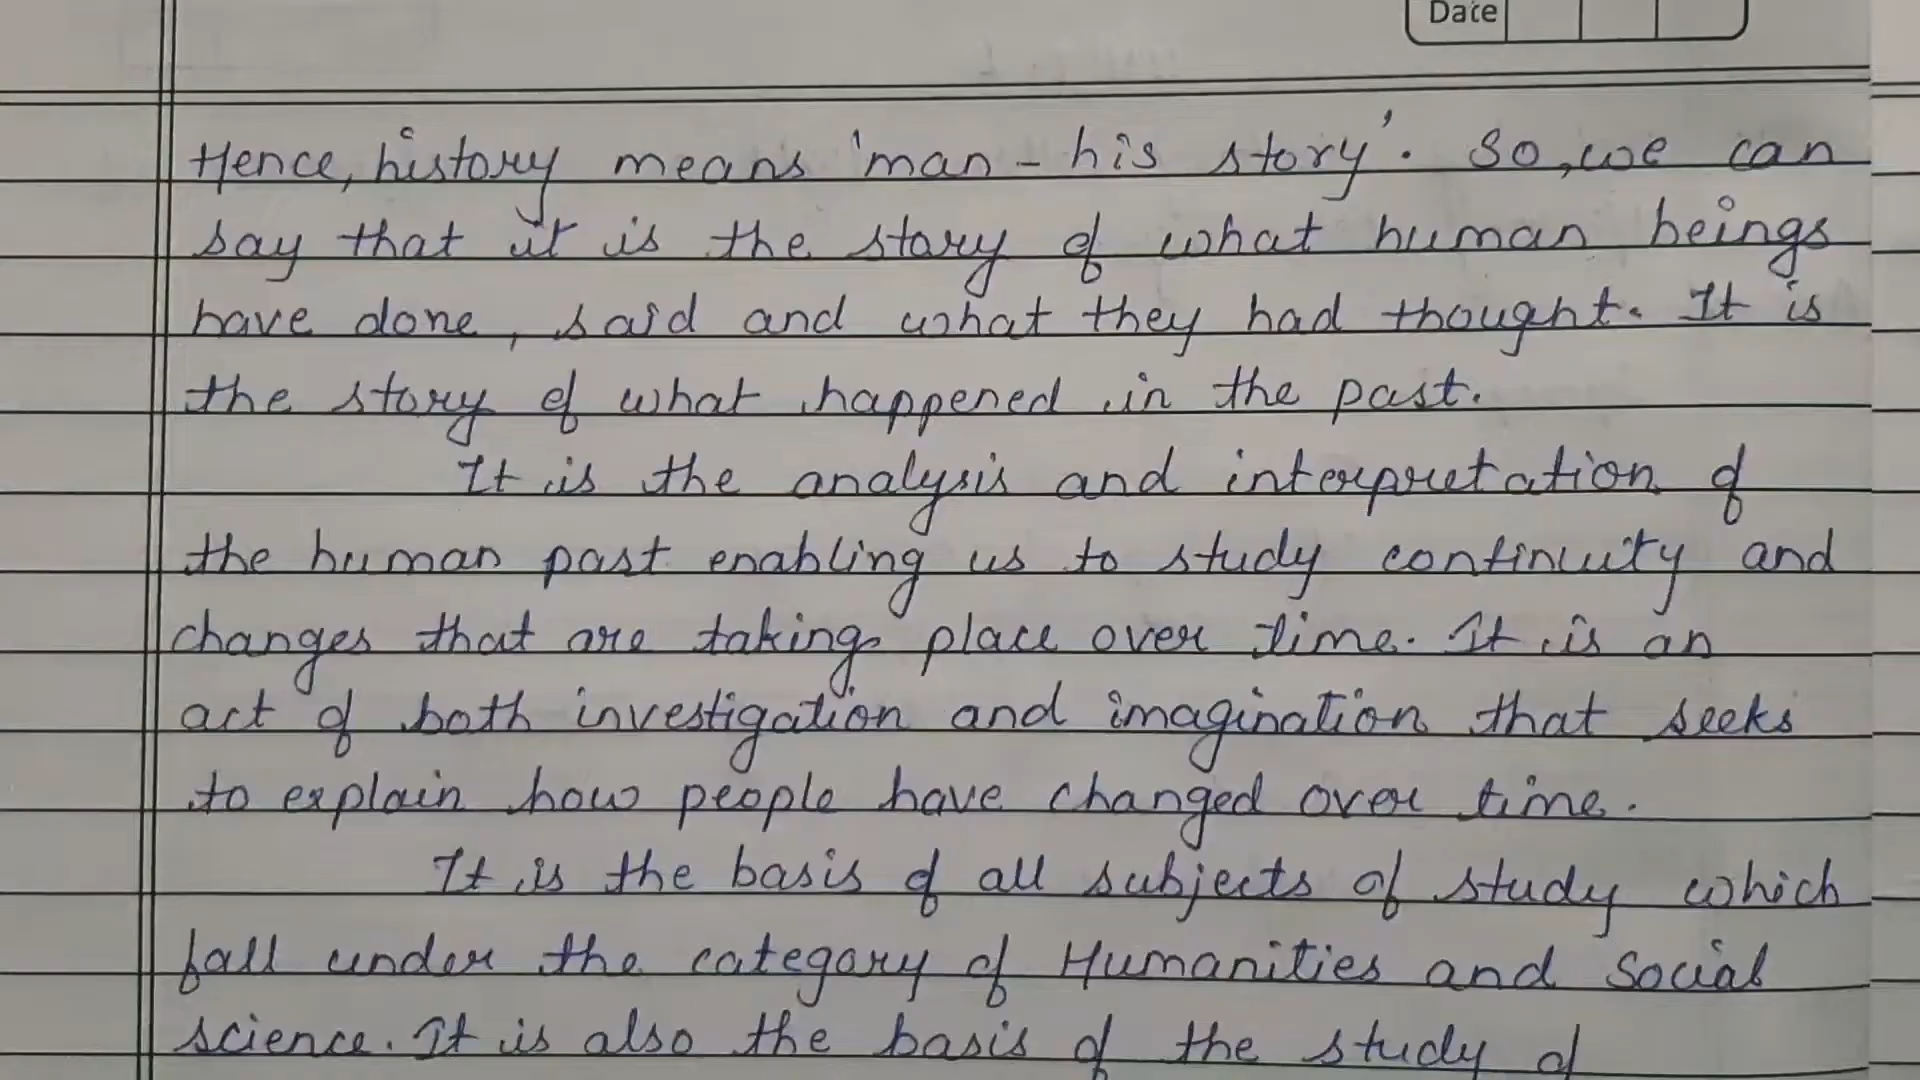 Date
Hence, history means 'man - his story'. So, we can
say that it is the story of what human beings
have done, said and what they had thought. It is
the story of what happened in the past.
It is the analysis and interpretation of
the human past enabling us to study continuity and
changes that are taking place over time. It is an
act of both investigation and imagination that seeks
to explain how people have changed over time.
It is the basis of all subjects of study which
fall under the category of Humanities and Social
science. It is also the basis of the study of